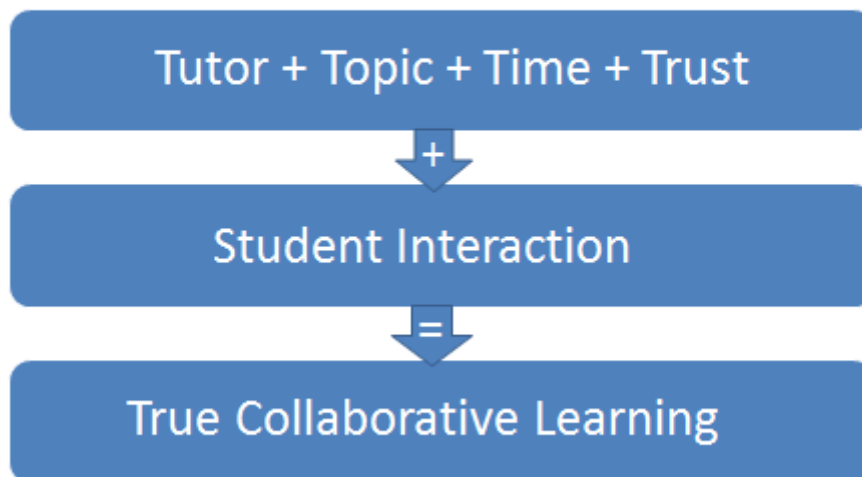 Tutor + Topic + Time + Trust
+
Student Interaction
=
True Collaborative Learning